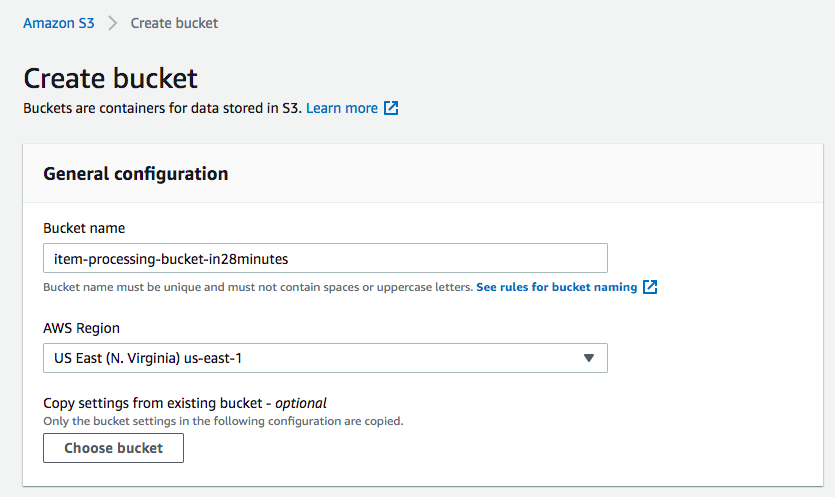 Amazon S3 > Create bucket
Create bucket
Buckets are containers for data stored in S3. Learn more
General configuration
Bucket name
item-processing-bucket-in28minutes
Bucket name must be unique and must not contain spaces or uppercase letters. See rules for bucket naming
AWS Region
US East (N. Virginia) us-east-1
Copy settings from existing bucket - optional
Only the bucket settings in the following configuration are copied.
Choose bucket